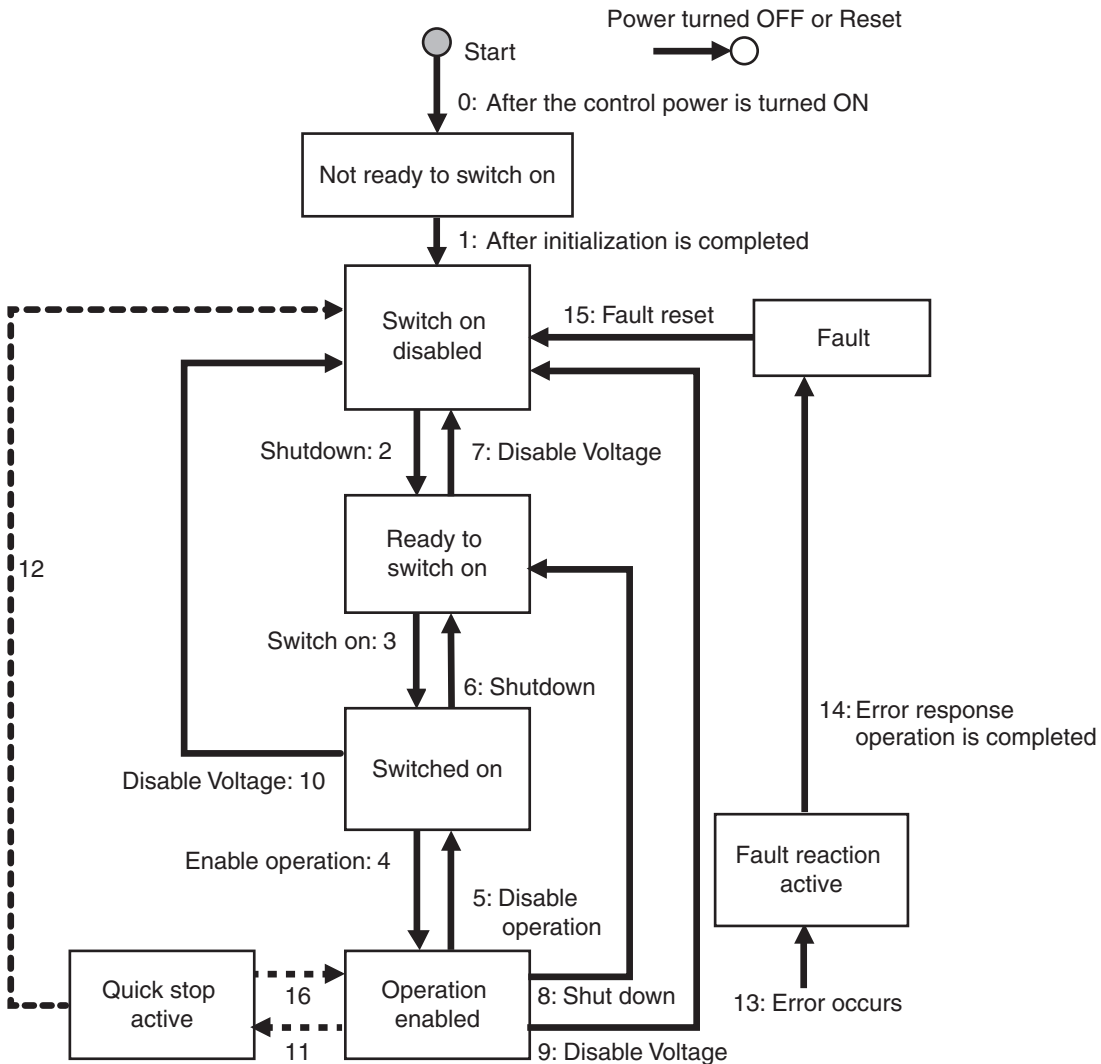 Power turned OFF or Reset
Start
0: After the control power is turned ON
Not ready to switch on
1: After initialization is completed
Switch on
disabled
15: Fault reset
Fault
Shutdown: 2
7: Disable Voltage
Ready to
switch on
12
Switch on: 3
6: Shutdown
14: Error response
operation is completed
Switched on
Disable Voltage: 10
Enable operation: 4
Fault reaction
active
5: Disable
operation
Quick stop
active
16
11
Operation
enabled
8: Shut down
13: Error occurs
9: Disable Voltage